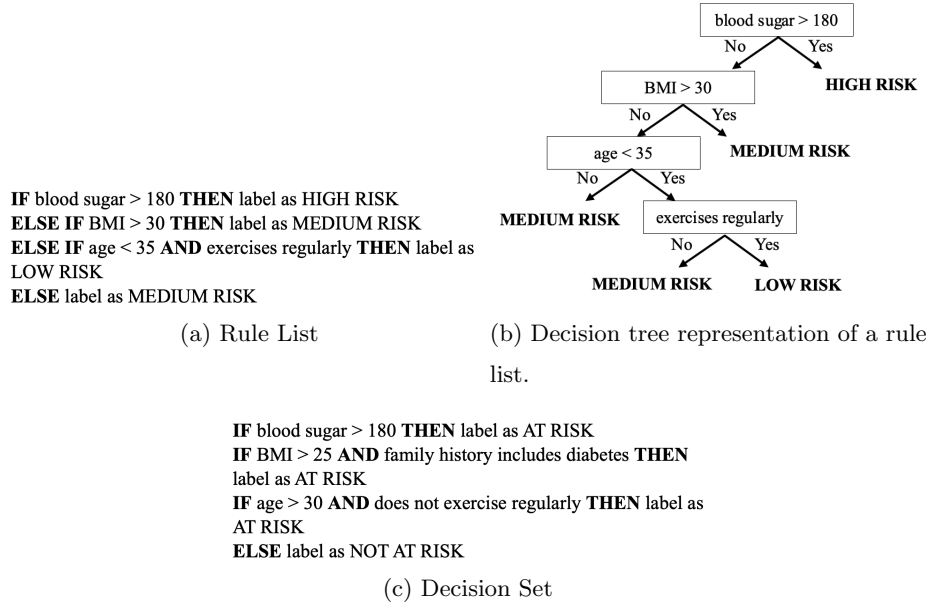 IF blood sugar > 180 THEN label as HIGH RISK
ELSE IF BMI > 30 THEN label as MEDIUM RISK
ELSE IF age < 35 AND exercises regularly THEN label as
LOW RISK
ELSE label as MEDIUM RISK
(a) Rule List
blood sugar > 180
No Yes
HIGH RISK
BMI > 30
No Yes
MEDIUM RISK
age < 35
No Yes
MEDIUM RISK
exercises regularly
No Yes
MEDIUM RISK LOW RISK
(b) Decision tree representation of a rule
list.
IF blood sugar > 180 THEN label as AT RISK
IF BMI > 25 AND family history includes diabetes THEN
label as AT RISK
IF age > 30 AND does not exercise regularly THEN label as
AT RISK
ELSE label as NOT AT RISK
(c) Decision Set